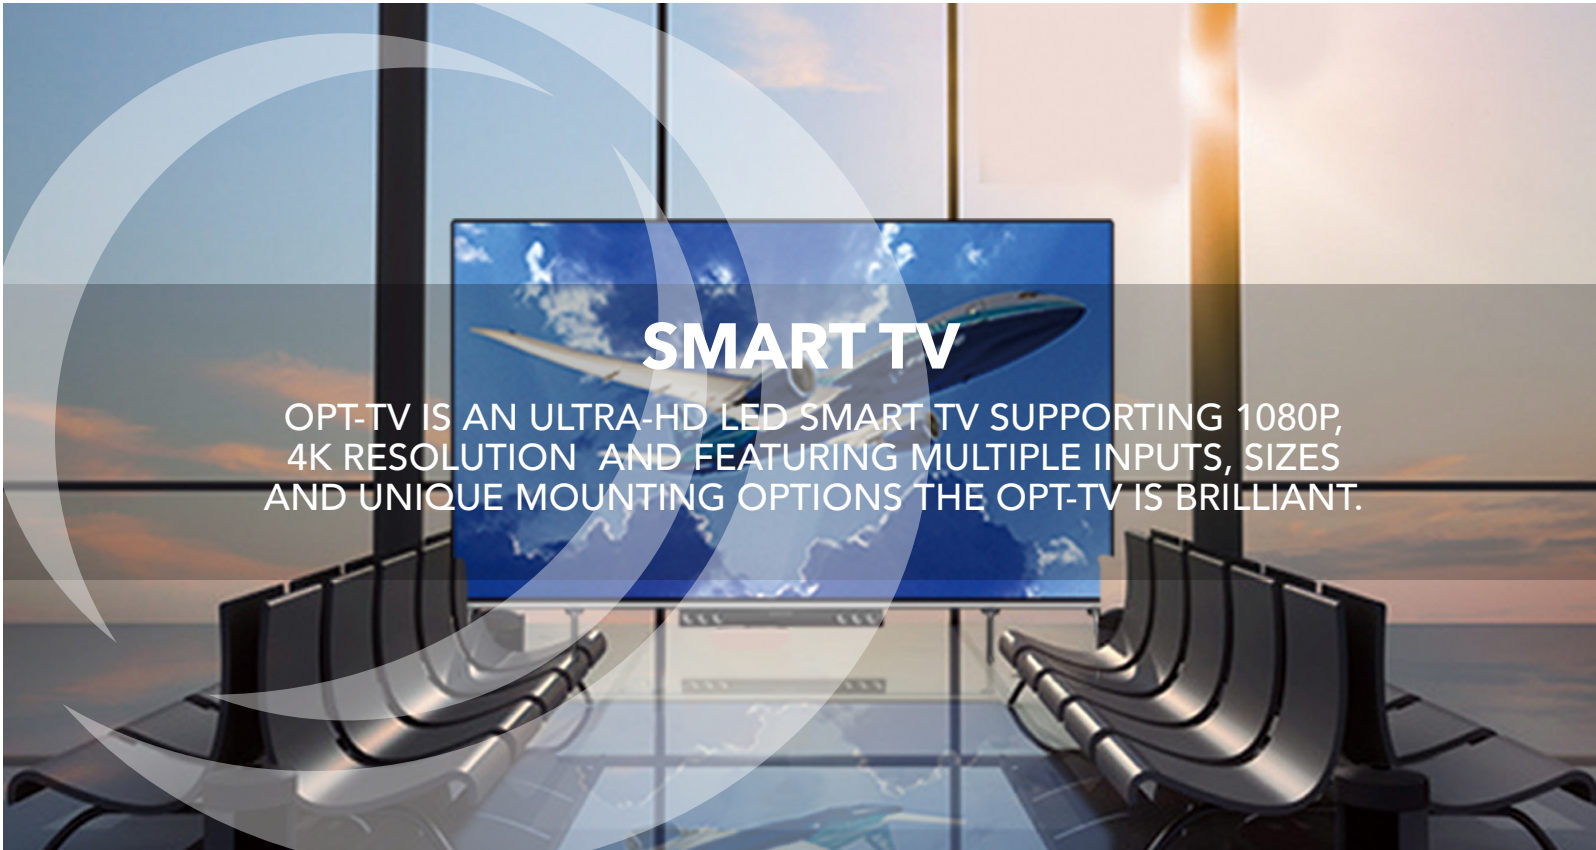 SMART TV
OPT-TV IS AN ULTRA-HD LED SMART TV SUPPORTING 1080P,
4K RESOLUTION  AND FEATURING MULTIPLE INPUTS, SIZES
AND UNIQUE MOUNTING OPTIONS THE OPT-TV IS BRILLIANT.